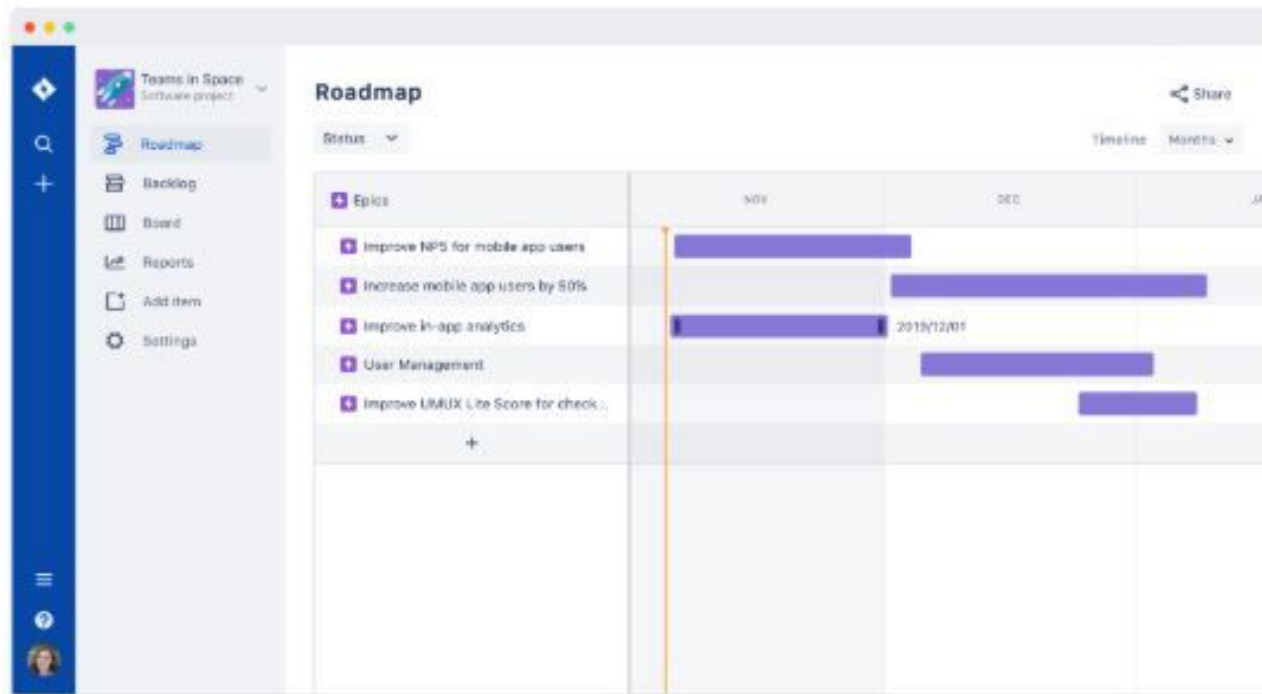 Teams in Space
Software project
Roadmap
Backlog
Board
Reports
Add item
Settings
Roadmap
Share
Status
Timeline Months
Epics
NOV DEC JA
Improve NPS for mobile app users
Increase mobile app users by 50%
Improve in-app analytics
2019/12/01
User Management
Improve UMUX Lite Score for check...